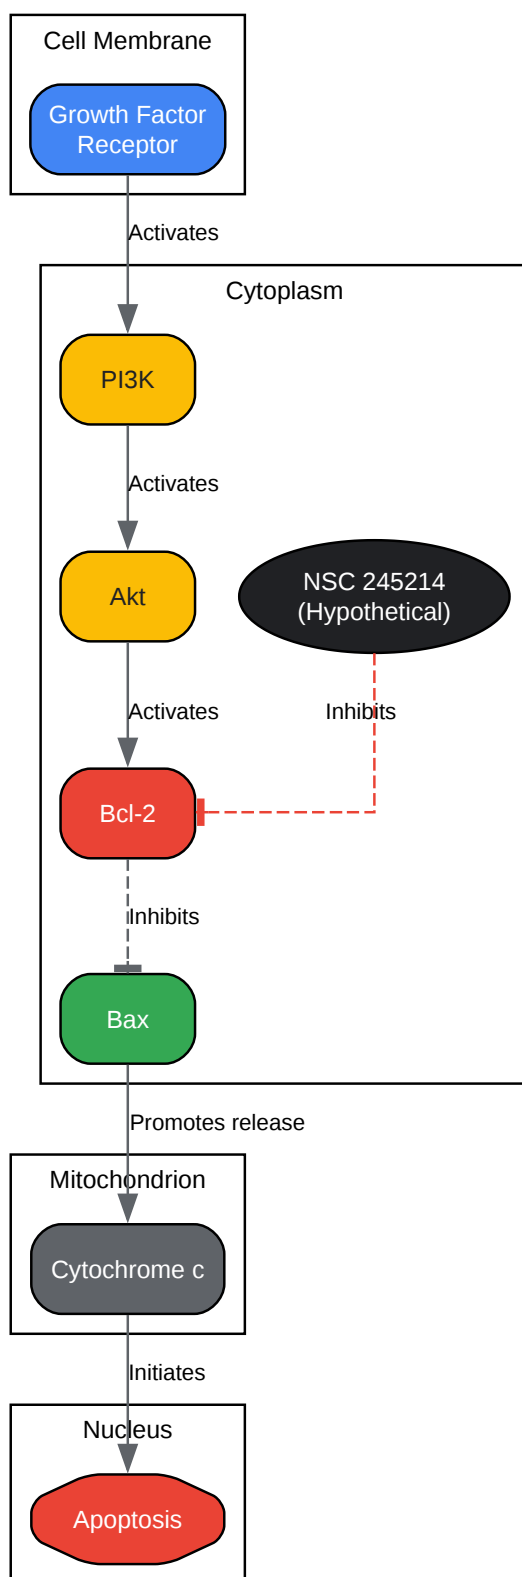 Cell Membrane
Growth Factor
Receptor
Activates
Cytoplasm
PI3K
Activates
Akt
NSC 245214
(Hypothetical)
Activates
Inhibits
Bcl-2
Inhibits
Bax
Promotes release
Mitochondrion
Cytochrome c
Initiates
Nucleus
Apoptosis